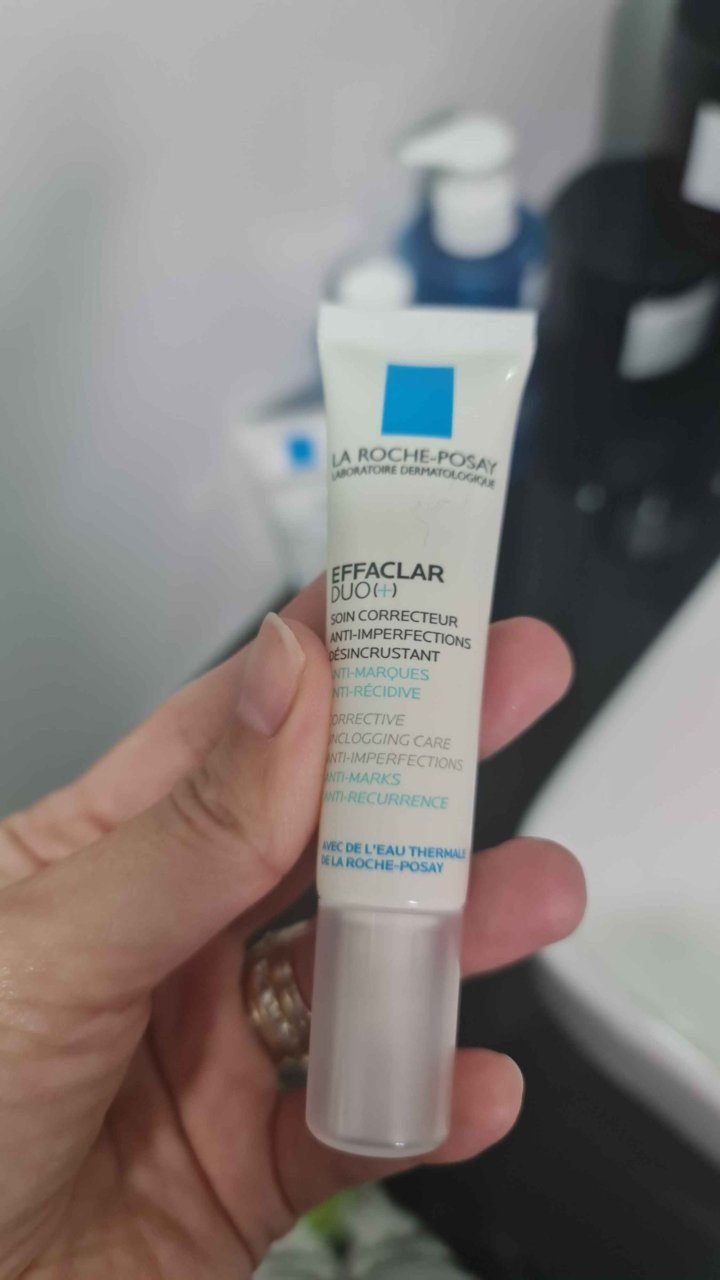 LA ROCHE-POSAY
LABORATOIRE DERMATOLOGIQUE
EFFACLAR
DUO(+)
SOIN CORRECTEUR
ANTI-IMPERFECTIONS
DÉSINCRUSTANT
ANTI-MARQUES
ANTI-RÉCIDIVE
CORRECTIVE
UNCLOGGING CARE
ANTI-IMPERFECTIONS
ANTI-MARKS
ANTI-RECURRENCE
AVEC DE L'EAU THERMALE
DE LA ROCHE-POSAY